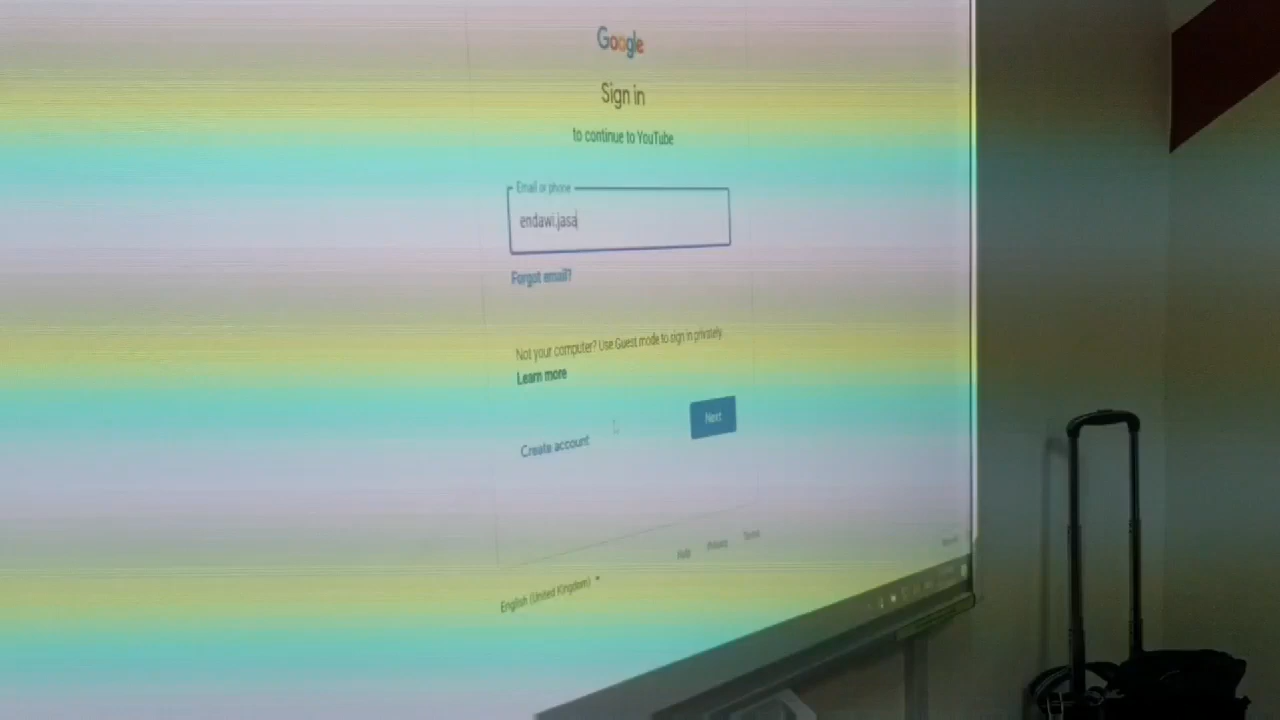 Google
Sign in
to continue to YouTube
Email or phone
endawi.jasa
Forgot email?
Not your computer? Use Guest mode to sign in privately.
Learn more
Next
Create account
Help Privacy Terms
English (United Kingdom)